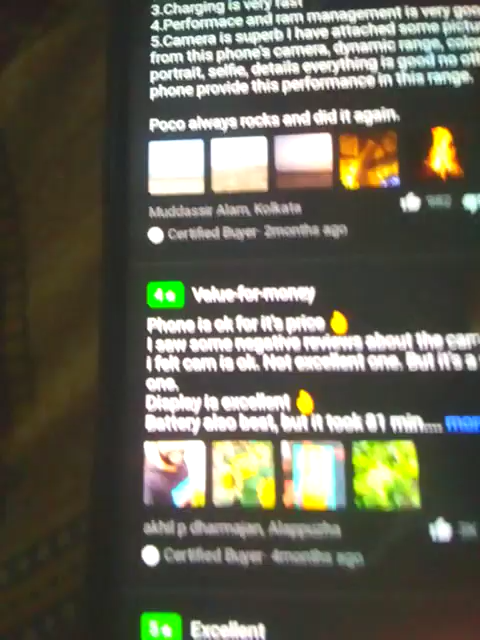 3.Charging is very fast
4.Performace and ram management is very good
5.Camera is superb I have attached some pictu
from this phone's camera, dynamic range, colo
portrait, selfie, details everything is good no ot
phone provide this performance in this range.
Poco always rocks and did it again.
Muddassir Alam, Kolkata
Certified Buyer· 2months ago
4★ Value-for-money
Phone is ok for it's price 👌
I saw some negative reviews about the cam
I felt cam is ok. Not excellent one. But it's a
one.
Display is excellent 👌
Battery also best, but it took 81 min....
akhil p dharmajan, Alappuzha
Certified Buyer· 4months ago
Excellent